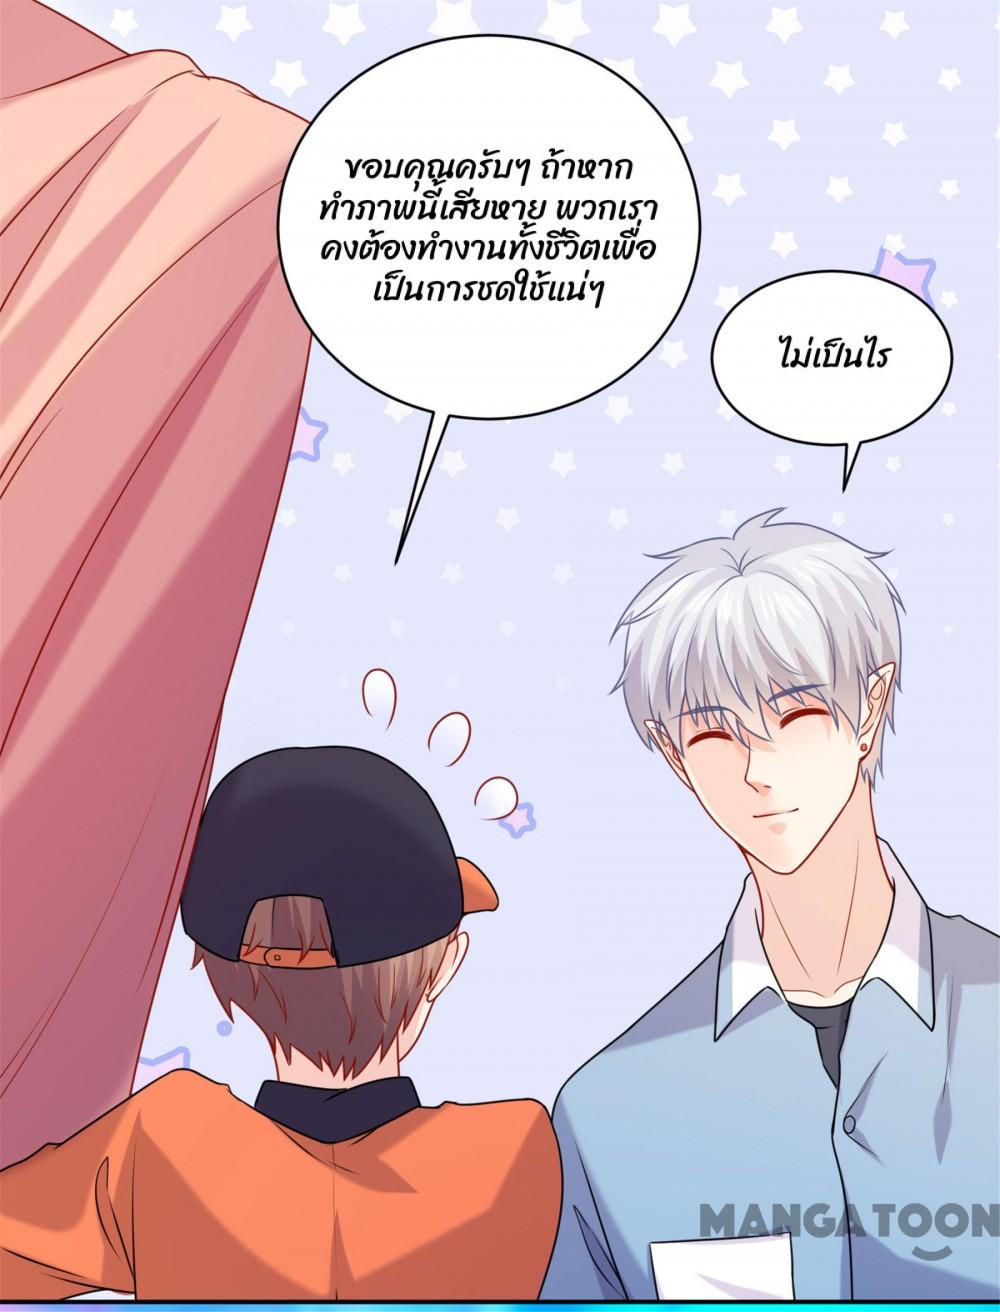 ขอบคุณครับๆ ถ้าหาก
ทำภาพนี้เสียหาย พวกเรา
คงต้องทำงานทั้งชีวิตเพื่อ
เป็นการชดใช้แน่ๆ
ไม่เป็นไร
MANGATOON